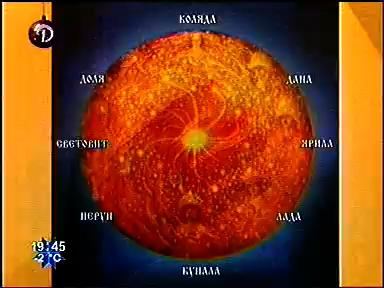 КОЛЯДА
ДОЛЯ
ДАНА
СВЕТОВИТ
ЯРИЛА
ПЕРУН
ЛАДА
КУПАЛА
19:45
-2°C